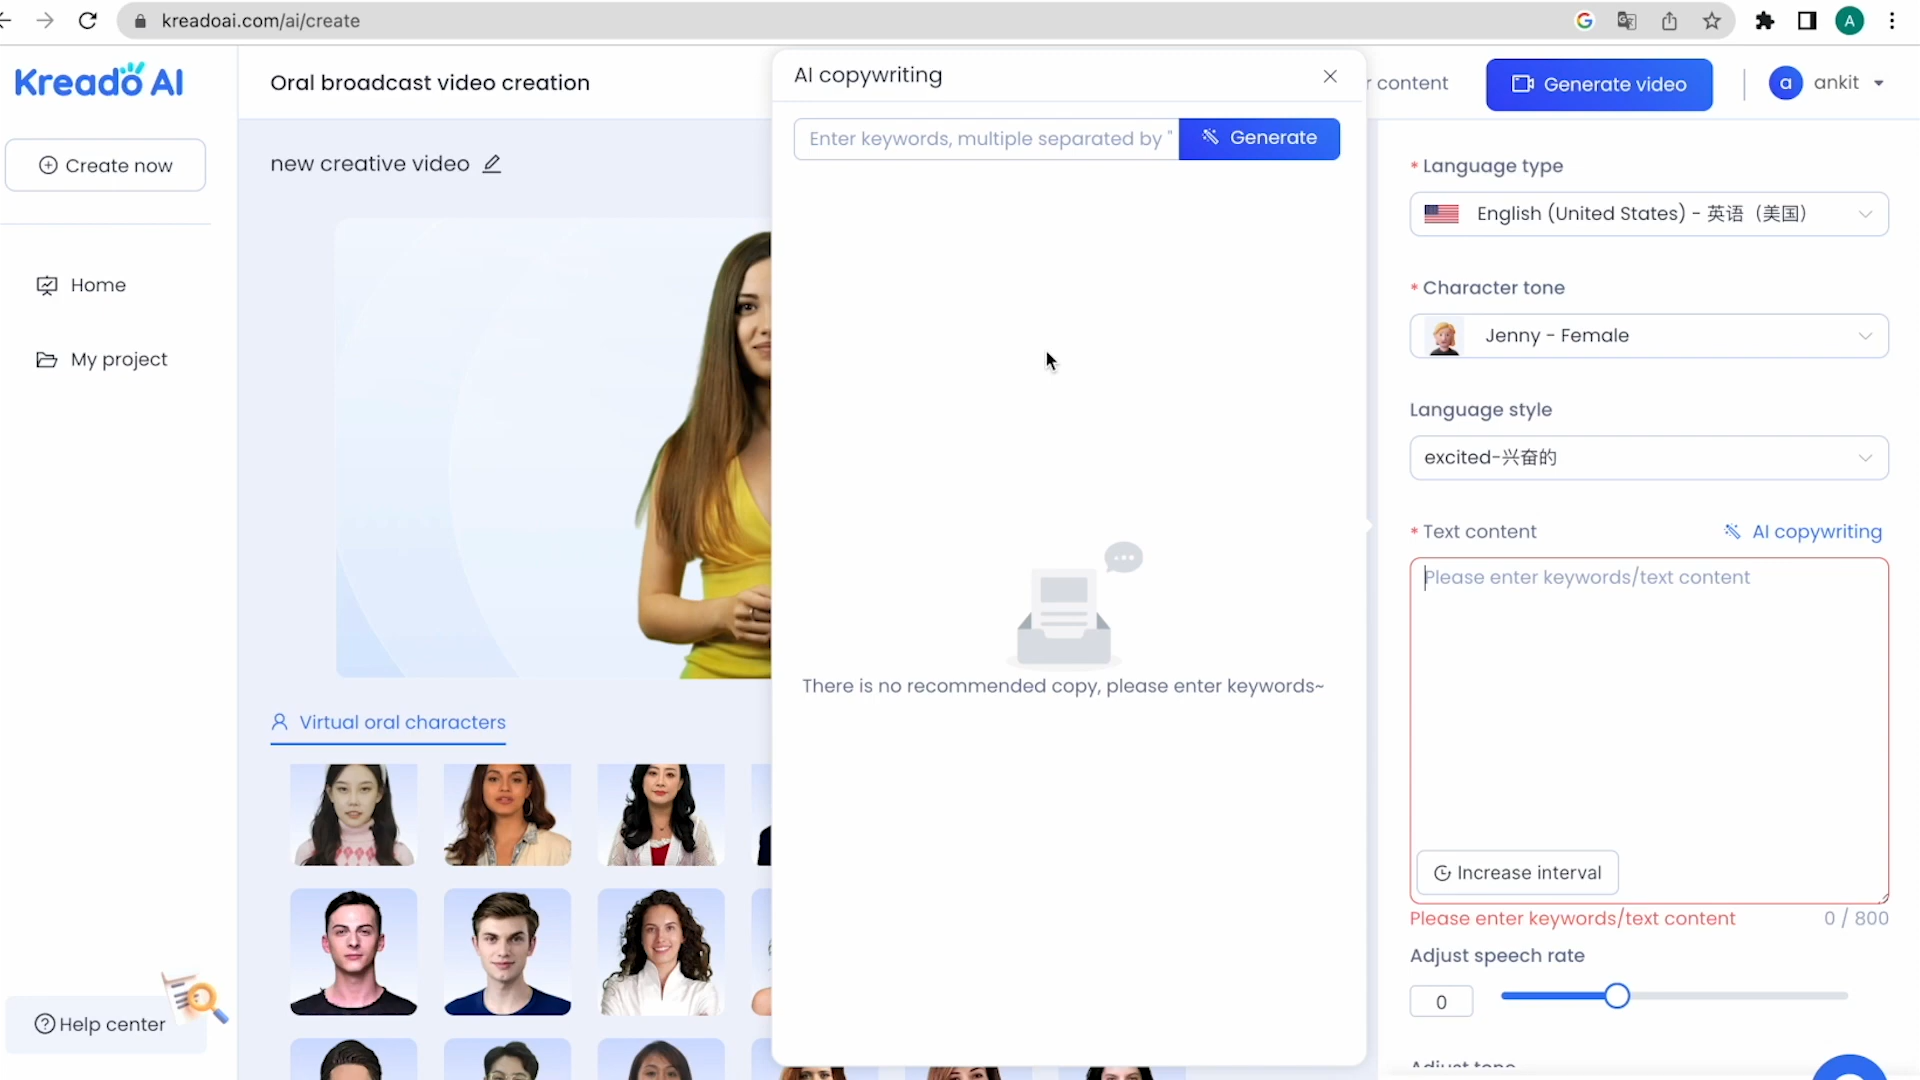 kreadoai.com/ai/create
A
Kreado AI
Oral broadcast video creation
AI copywriting
r content
Generate video
a
ankit
Create now
Enter keywords, multiple separated by "
Generate
new creative video
* Language type
English (United States) - 英语（美国）
Home
* Character tone
Jenny - Female
My project
Language style
excited-兴奋的
* Text content
AI copywriting
Please enter keywords/text content
There is no recommended copy, please enter keywords~
Virtual oral characters
Increase interval
Please enter keywords/text content
0 / 800
Adjust speech rate
0
Help center
Adjust tone